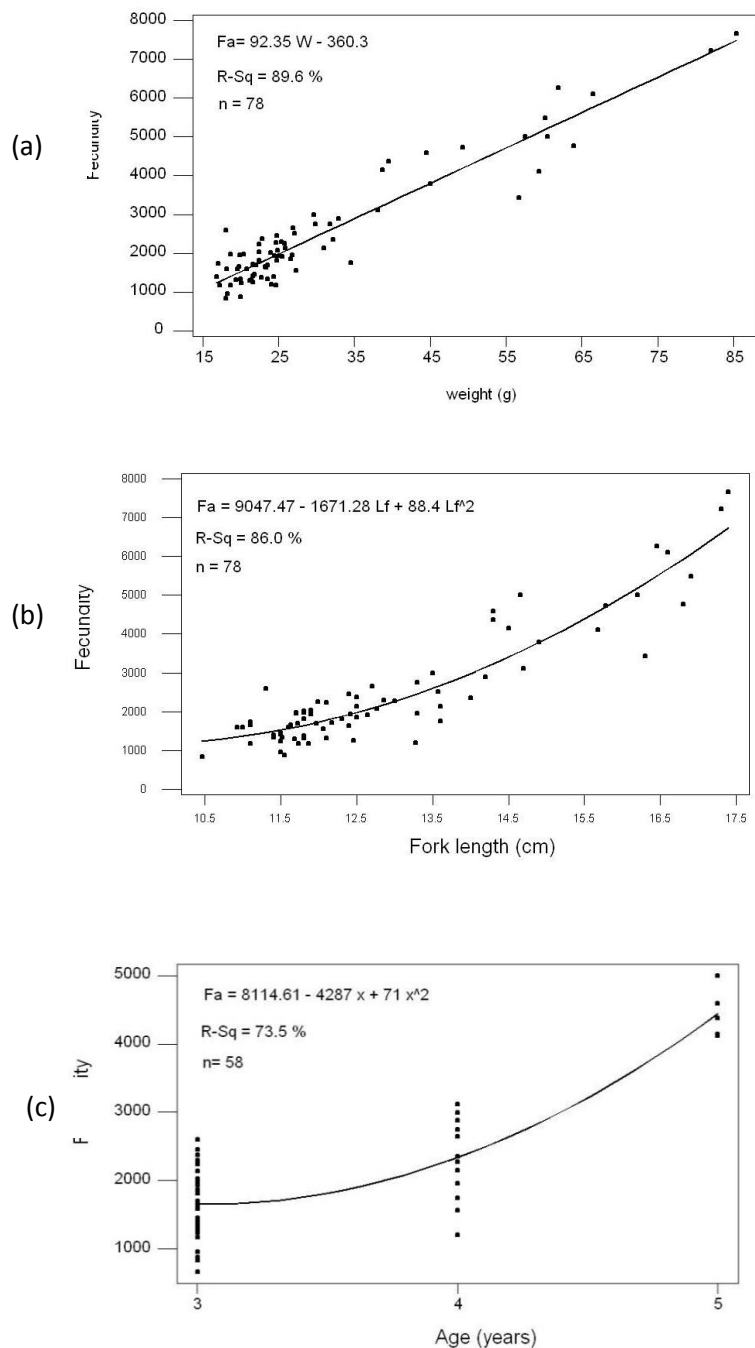 (a)
Fecundity
8000
7000
6000
5000
4000
3000
2000
1000
0
Fa= 92.35 W - 360.3
R-Sq = 89.6 %
n = 78
15 25 35 45 55 65 75 85
weight (g)
(b)
Fecundity
8000
7000
6000
5000
4000
3000
2000
1000
0
Fa = 9047.47 - 1671.28 Lf + 88.4 Lf^2
R-Sq = 86.0 %
n = 78
10.5 11.5 12.5 13.5 14.5 15.5 16.5 17.5
Fork length (cm)
(c)
F ity
5000
4000
3000
2000
1000
Fa = 8114.61 - 4287 x + 71 x^2
R-Sq = 73.5 %
n= 58
3 4 5
Age (years)